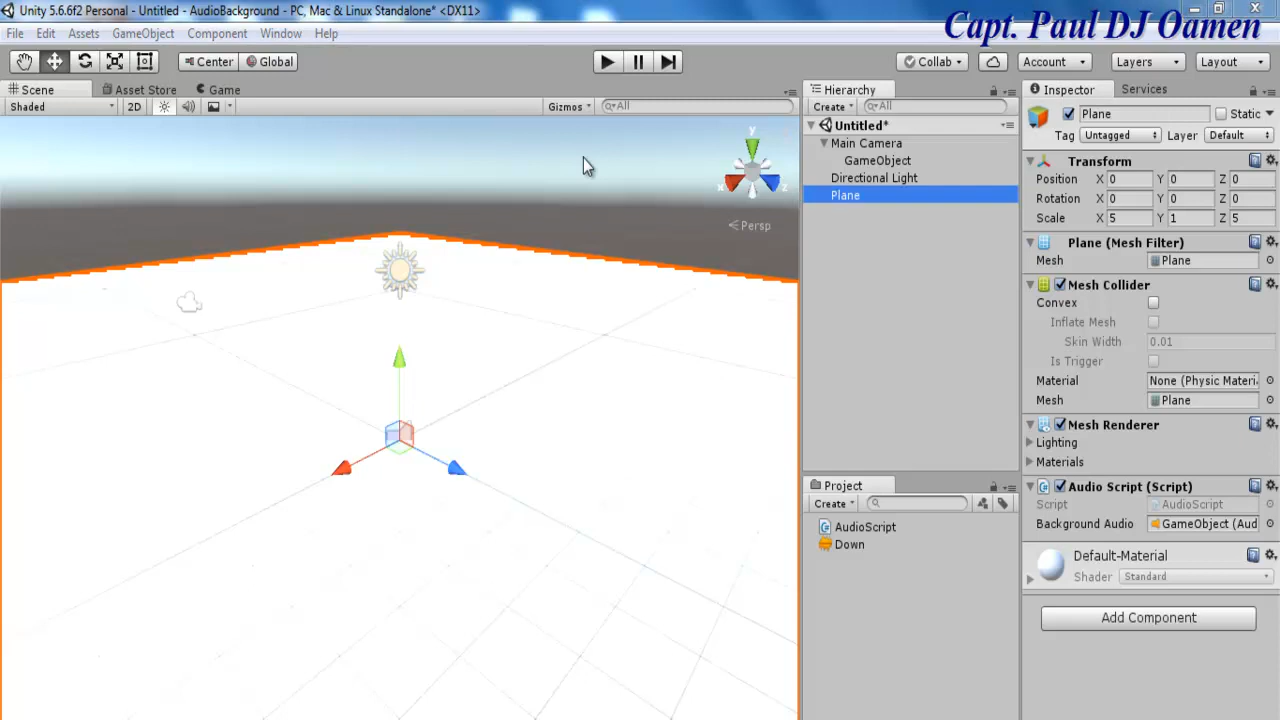 Unity 5.6.6f2 Personal - Untitled - AudioBackground - PC, Mac & Linux Standalone* <DX11>
Capt. Paul DJ Oamen
File Edit Assets GameObject Component Window Help
Center Global Collab Account Layers Layout
Scene Asset Store Game
Shaded 2D Gizmos All
y
x z
Persp
Hierarchy
Create All
Untitled*
Main Camera
GameObject
Directional Light
Plane
Project
Create
AudioScript
Down
Inspector Services
Plane Static
Tag Untagged Layer Default
Transform
Position X 0 Y 0 Z 0
Rotation X 0 Y 0 Z 0
Scale X 5 Y 1 Z 5
Plane (Mesh Filter)
Mesh Plane
Mesh Collider
Convex
Inflate Mesh
Skin Width 0.01
Is Trigger
Material None (Physic Materi
Mesh Plane
Mesh Renderer
Lighting
Materials
Audio Script (Script)
Script AudioScript
Background Audio GameObject (Aud
Default-Material
Shader Standard
Add Component